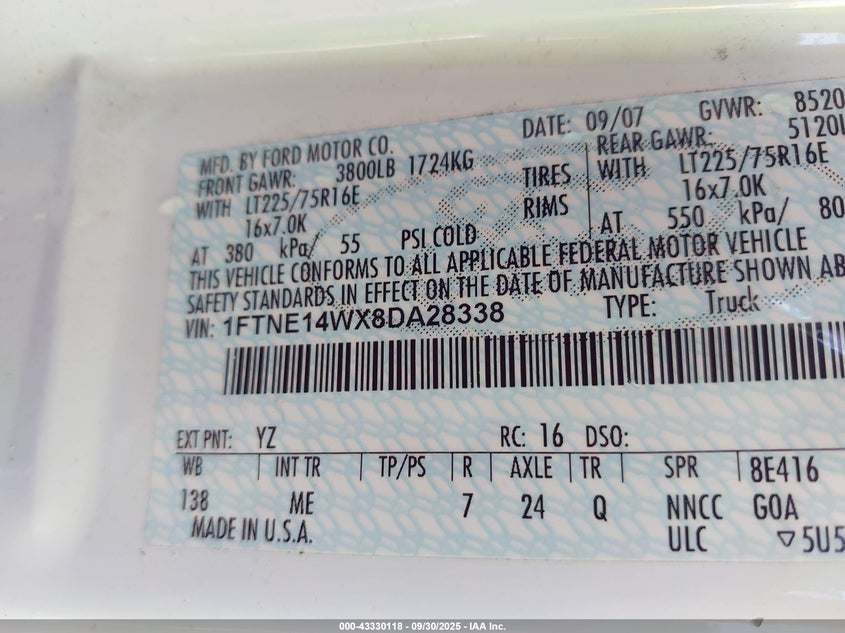 MFD. BY FORD MOTOR CO. DATE: 09/07 GVWR: 8520
FRONT GAWR: 3800LB 1724KG REAR GAWR: 5120L
WITH LT225/75R16E TIRES WITH LT225/75R16E
16x7.0K RIMS 16x7.0K
AT 380 kPa/ 55 PSI COLD AT 550 kPa/ 80
THIS VEHICLE CONFORMS TO ALL APPLICABLE FEDERAL MOTOR VEHICLE
SAFETY STANDARDS IN EFFECT ON THE DATE OF MANUFACTURE SHOWN AB
VIN: 1FTNE14WX8DA28338 TYPE: Truck
EXT PNT: YZ RC: 16 DSO:
WB INT TR TP/PS R AXLE TR SPR 8E416
138 ME 7 24 Q NNCC GOA
MADE IN U.S.A. ULC ▽5U5
000-43330118 - 09/30/2025 - IAA Inc.